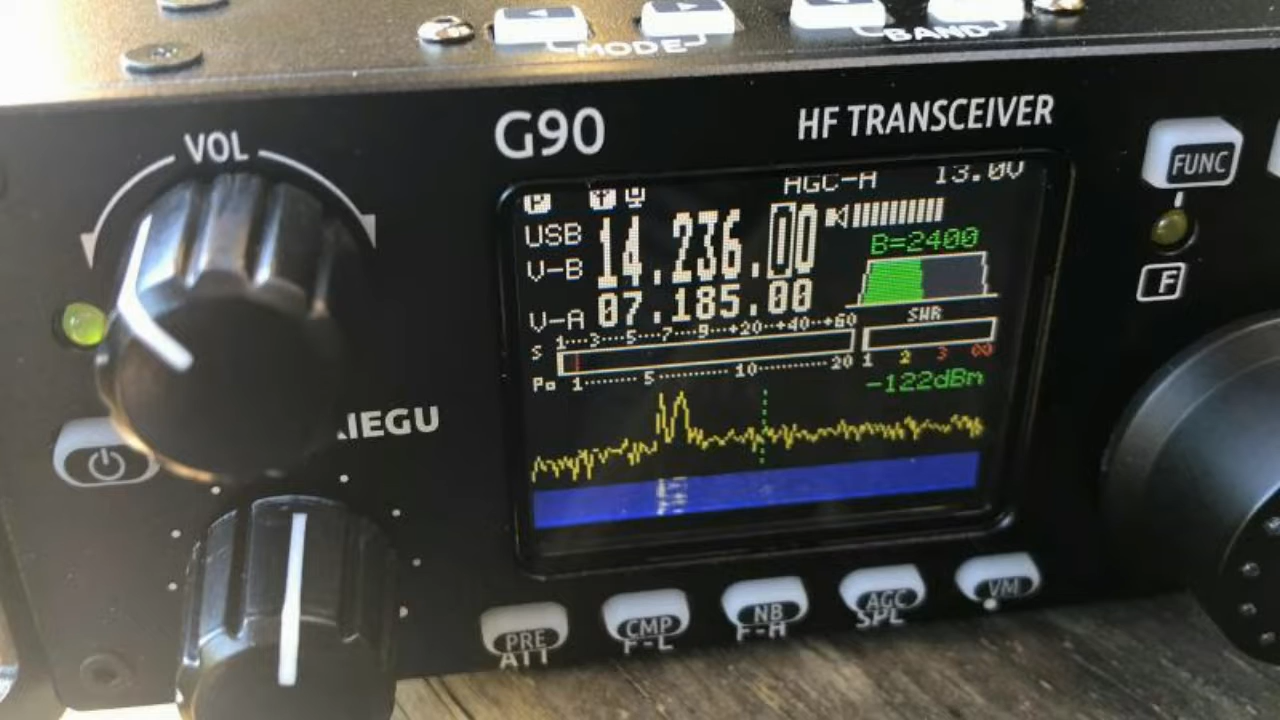 MODE BAND
VOL
G90 HF TRANSCEIVER
FUNC
F
AGC-A 13.0V
P
USB 14.236.00
B=2400
V-B
V-A 07.185.00
SWR
S 1····3····5····7····9····+20····+40····+60
1 2 3 ∞
Po 1········5·········10·········20
-122dBm
IEGU
PRE CMP NB AGC VM
ATT F-L F-H SPL